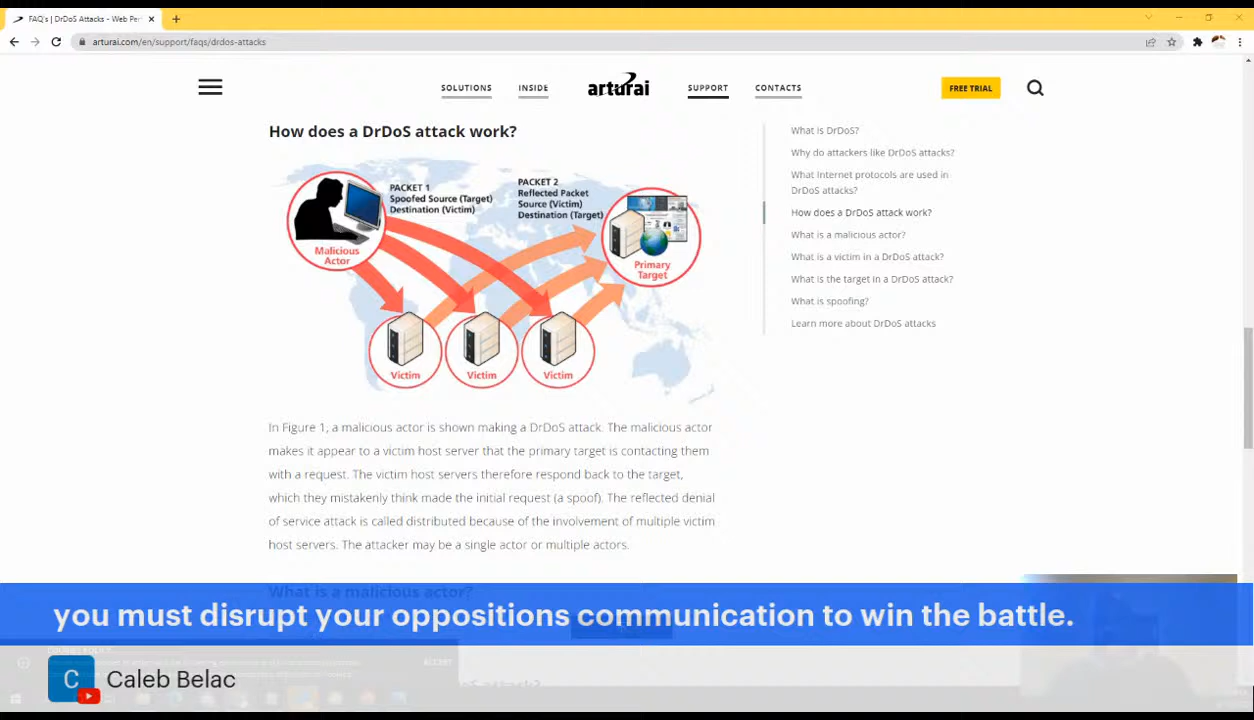 FAQ's | DrDoS Attacks - Web Per
arturai.com/en/support/faqs/drdos-attacks
SOLUTIONS
INSIDE
arturai
SUPPORT
CONTACTS
FREE TRIAL
How does a DrDoS attack work?
PACKET 1
Spoofed Source (Target)
Destination (Victim)
PACKET 2
Reflected Packet
Source (Victim)
Destination (Target)
Malicious
Actor
Primary
Target
Victim
Victim
Victim
In Figure 1, a malicious actor is shown making a DrDoS attack. The malicious actor
makes it appear to a victim host server that the primary target is contacting them
with a request. The victim host servers therefore respond back to the target,
which they mistakenly think made the initial request (a spoof). The reflected denial
of service attack is called distributed because of the involvement of multiple victim
host servers. The attacker may be a single actor or multiple actors.
What is a malicious actor?
What is DrDoS?
Why do attackers like DrDoS attacks?
What Internet protocols are used in
DrDoS attacks?
How does a DrDoS attack work?
What is a malicious actor?
What is a victim in a DrDoS attack?
What is the target in a DrDoS attack?
What is spoofing?
Learn more about DrDoS attacks
you must disrupt your oppositions communication to win the battle.
ACCEPT
C
Caleb Belac